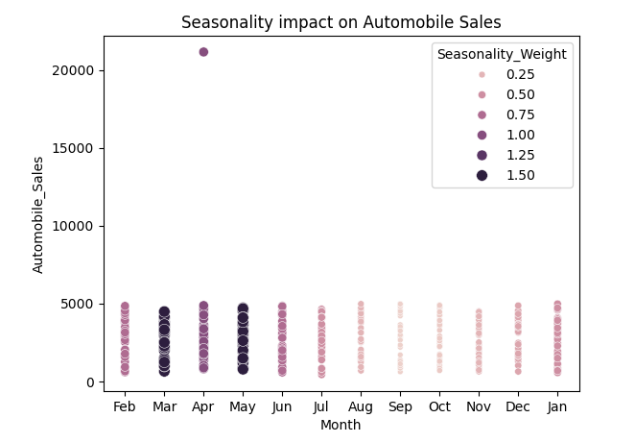 Seasonality impact on Automobile Sales
Seasonality_Weight
0.25
0.50
0.75
1.00
1.25
1.50
20000
15000
10000
5000
0
Automobile_Sales
Feb Mar Apr May Jun Jul Aug Sep Oct Nov Dec Jan
Month